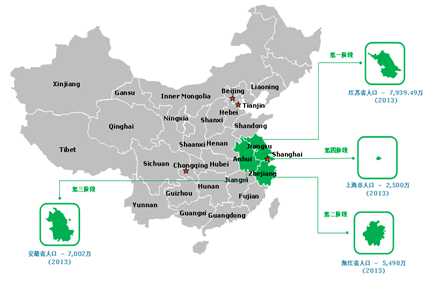 Xinjiang
Gansu
Inner Mongolia
Beijing
Liaoning
Tianjin
Hebei
Ningxia
Shanxi
Qinghai
Shandong
Shaanxi
Henan
Jiangsu
Tibet
Anhui
Shanghai
Sichuan
Chongqing
Hubei
Zhejiang
Hunan
Jiangxi
Guizhou
Yunnan
Fujian
Guangxi
Guangdong
第一阶段
江苏省人口 - 7,939.49万
(2013)
第四阶段
上海市人口 - 2,500万
(2013)
第二阶段
浙江省人口 - 5,498万
(2013)
第三阶段
安徽省人口 - 7,002万
(2013)